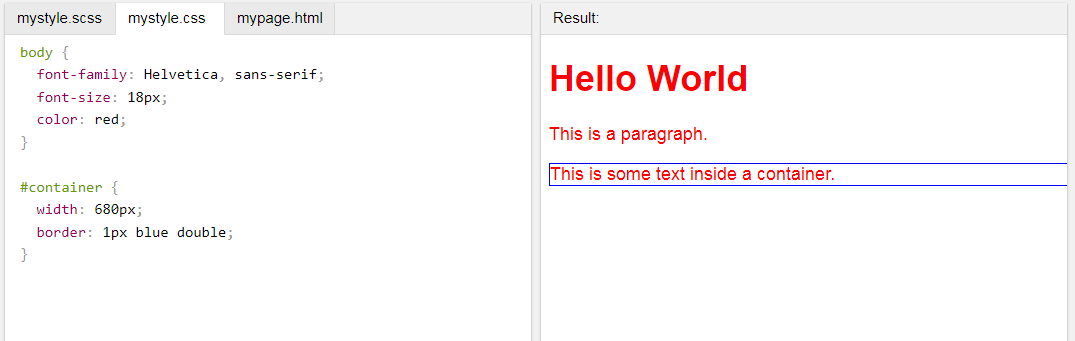 mystyle.scss mystyle.css mypage.html
body {
  font-family: Helvetica, sans-serif;
  font-size: 18px;
  color: red;
}
#container {
  width: 680px;
  border: 1px blue double;
}
Result:
Hello World
This is a paragraph.
This is some text inside a container.